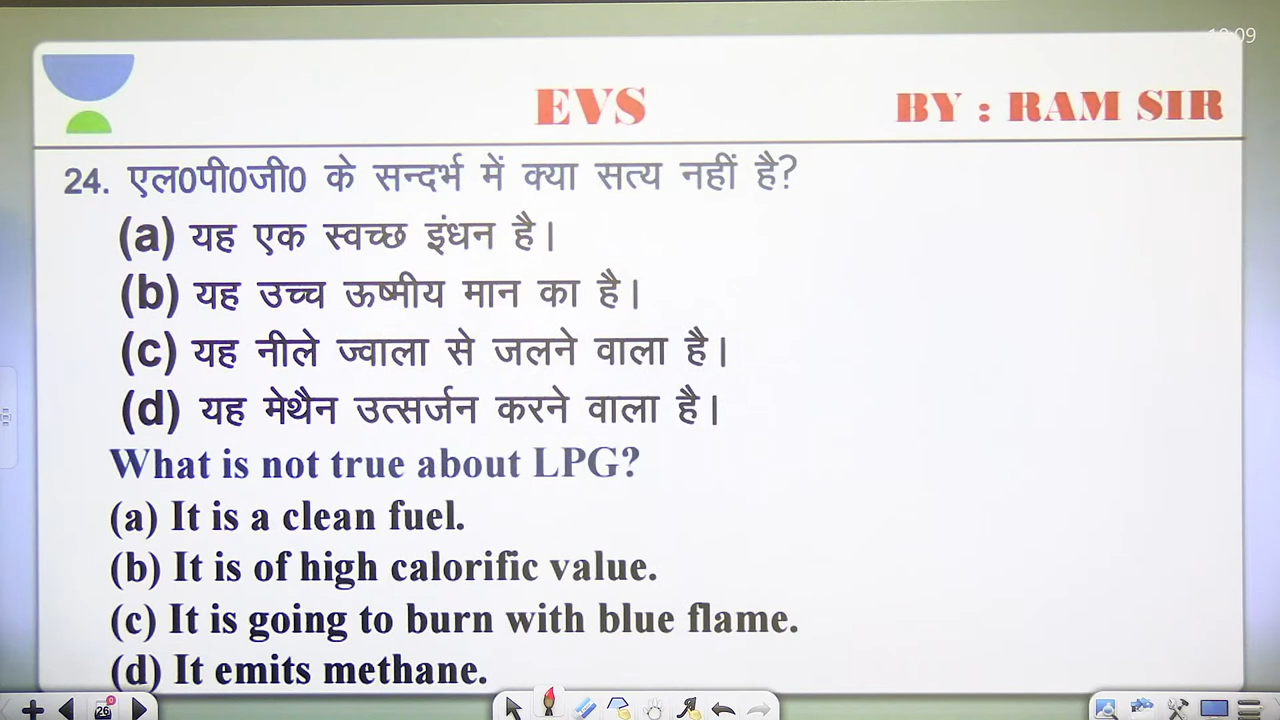 EVS
BY : RAM SIR
24. एल0पी0जी0 के सन्दर्भ में क्या सत्य नहीं है?
(a) यह एक स्वच्छ इंधन है।
(b) यह उच्च ऊष्मीय मान का है।
(c) यह नीले ज्वाला से जलने वाला है।
(d) यह मेथैन उत्सर्जन करने वाला है।
What is not true about LPG?
(a) It is a clean fuel.
(b) It is of high calorific value.
(c) It is going to burn with blue flame.
(d) It emits methane.
26